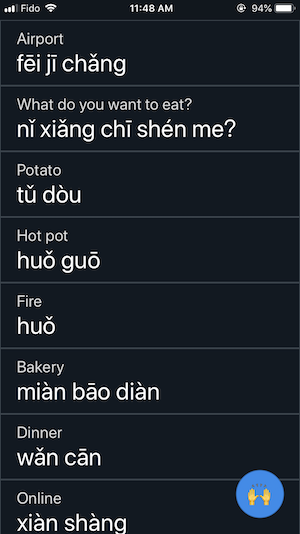 Fido 11:48 AM 94%
Airport
fēi jī chǎng
What do you want to eat?
nǐ xiǎng chī shén me?
Potato
tǔ dòu
Hot pot
huǒ guō
Fire
huǒ
Bakery
miàn bāo diàn
Dinner
wǎn cān
Online
xiàn shàng